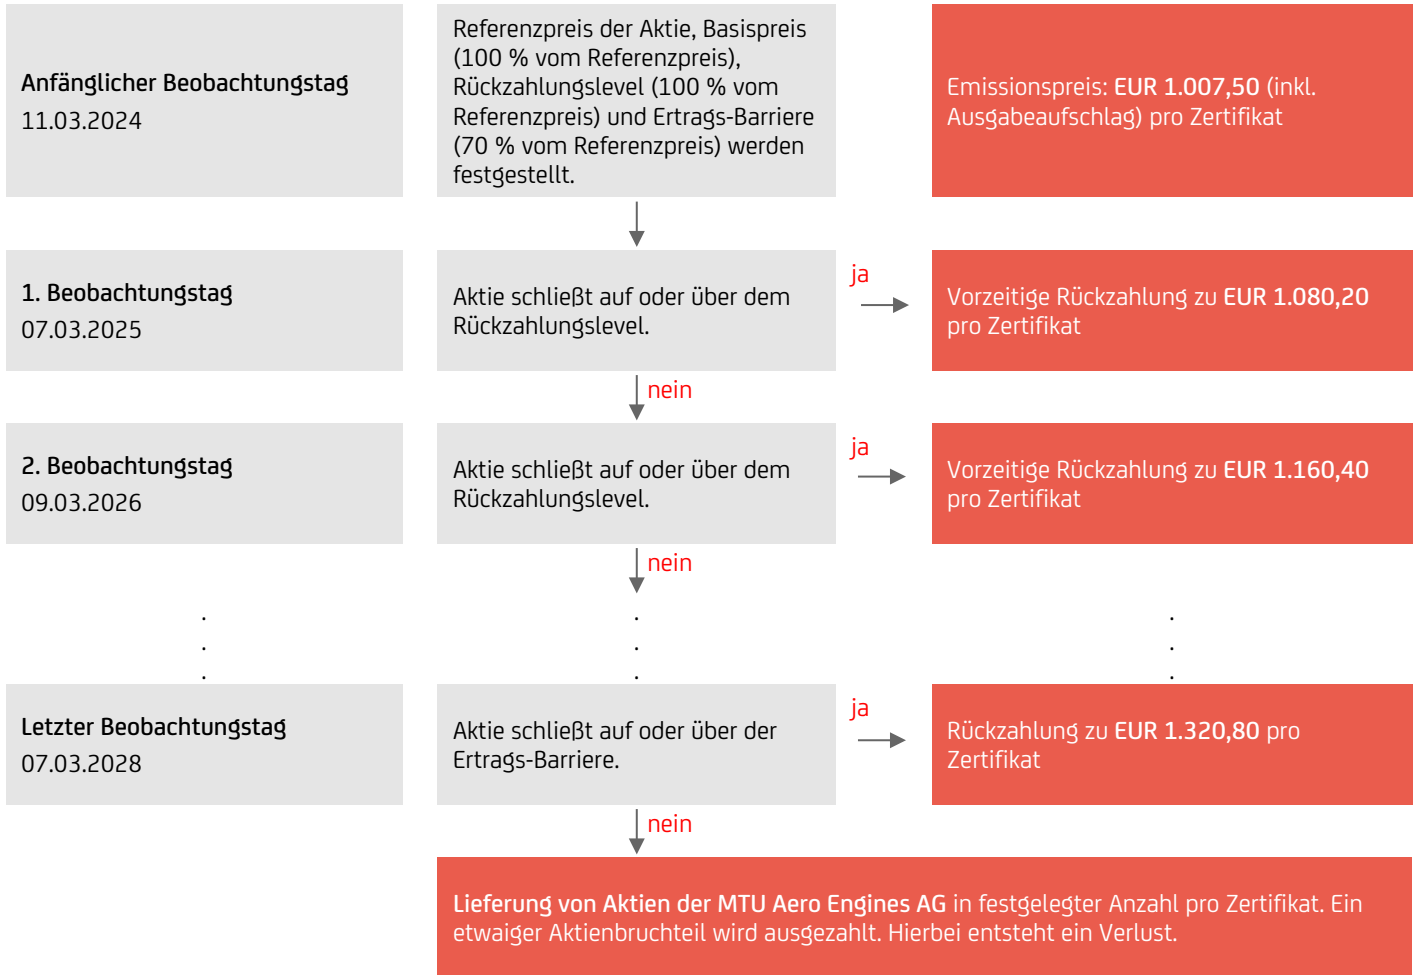 Anfänglicher Beobachtungstag
11.03.2024
Referenzpreis der Aktie, Basispreis
(100 % vom Referenzpreis),
Rückzahlungslevel (100 % vom
Referenzpreis) und Ertrags-Barriere
(70 % vom Referenzpreis) werden
festgestellt.
Emissionspreis: EUR 1.007,50 (inkl.
Ausgabeaufschlag) pro Zertifikat
1. Beobachtungstag
07.03.2025
Aktie schließt auf oder über dem
Rückzahlungslevel.
ja
Vorzeitige Rückzahlung zu EUR 1.080,20
pro Zertifikat
nein
2. Beobachtungstag
09.03.2026
Aktie schließt auf oder über dem
Rückzahlungslevel.
ja
Vorzeitige Rückzahlung zu EUR 1.160,40
pro Zertifikat
nein
. . .
. . .
. . .
Letzter Beobachtungstag
07.03.2028
Aktie schließt auf oder über der
Ertrags-Barriere.
ja
Rückzahlung zu EUR 1.320,80 pro
Zertifikat
nein
Lieferung von Aktien der MTU Aero Engines AG in festgelegter Anzahl pro Zertifikat. Ein
etwaiger Aktienbruchteil wird ausgezahlt. Hierbei entsteht ein Verlust.